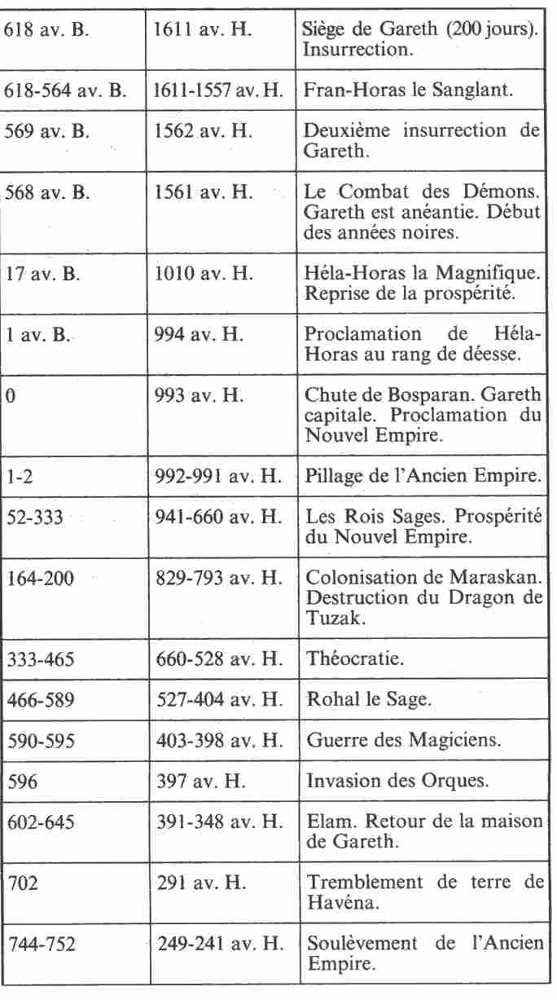 618 av. B. 1611 av. H. Siège de Gareth (200 jours).
Insurrection.
618-564 av. B. 1611-1557 av. H. Fran-Horas le Sanglant.
569 av. B. 1562 av. H. Deuxième insurrection de
Gareth.
568 av. B. 1561 av. H. Le Combat des Démons.
Gareth est anéantie. Début
des années noires.
17 av. B. 1010 av. H. Héla-Horas la Magnifique.
Reprise de la prospérité.
1 av. B. 994 av. H. Proclamation de Héla-
Horas au rang de déesse.
0 993 av. H. Chute de Bosparan. Gareth
capitale. Proclamation du
Nouvel Empire.
1-2 992-991 av. H. Pillage de l'Ancien Empire.
52-333 941-660 av. H. Les Rois Sages. Prospérité
du Nouvel Empire.
164-200 829-793 av. H. Colonisation de Maraskan.
Destruction du Dragon de
Tuzak.
333-465 660-528 av. H. Théocratie.
466-589 527-404 av. H. Rohal le Sage.
590-595 403-398 av. H. Guerre des Magiciens.
596 397 av. H. Invasion des Orques.
602-645 391-348 av. H. Elam. Retour de la maison
de Gareth.
702 291 av. H. Tremblement de terre de
Havéna.
744-752 249-241 av. H. Soulèvement de l'Ancien
Empire.